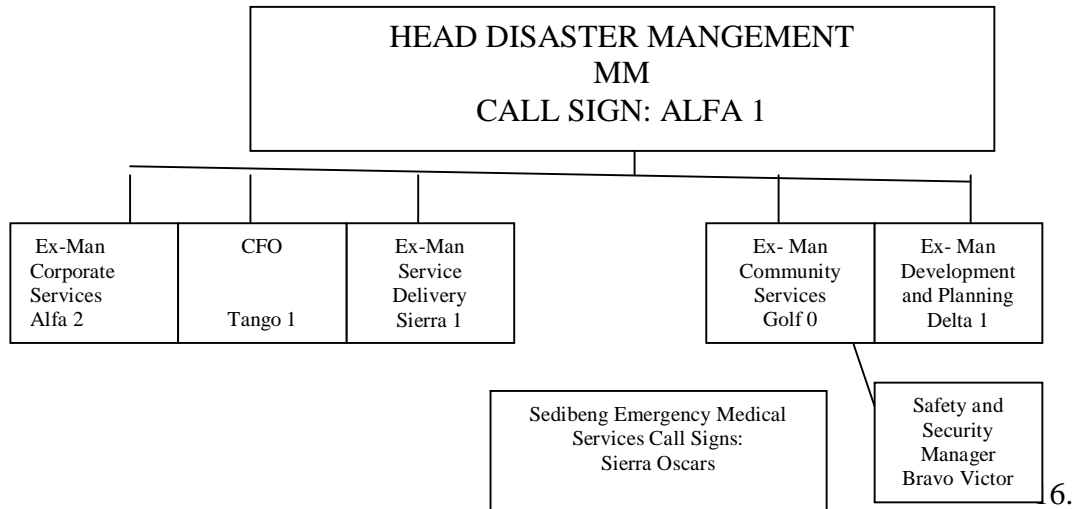 HEAD DISASTER MANGEMENT
MM
CALL SIGN: ALFA 1
Ex-Man
Corporate
Services
Alfa 2
CFO
Tango 1
Ex-Man
Service
Delivery
Sierra 1
Ex- Man
Community
Services
Golf 0
Ex- Man
Development
and Planning
Delta 1
Sedibeng Emergency Medical
Services Call Signs:
Sierra Oscars
Safety and
Security
Manager
Bravo Victor
16.